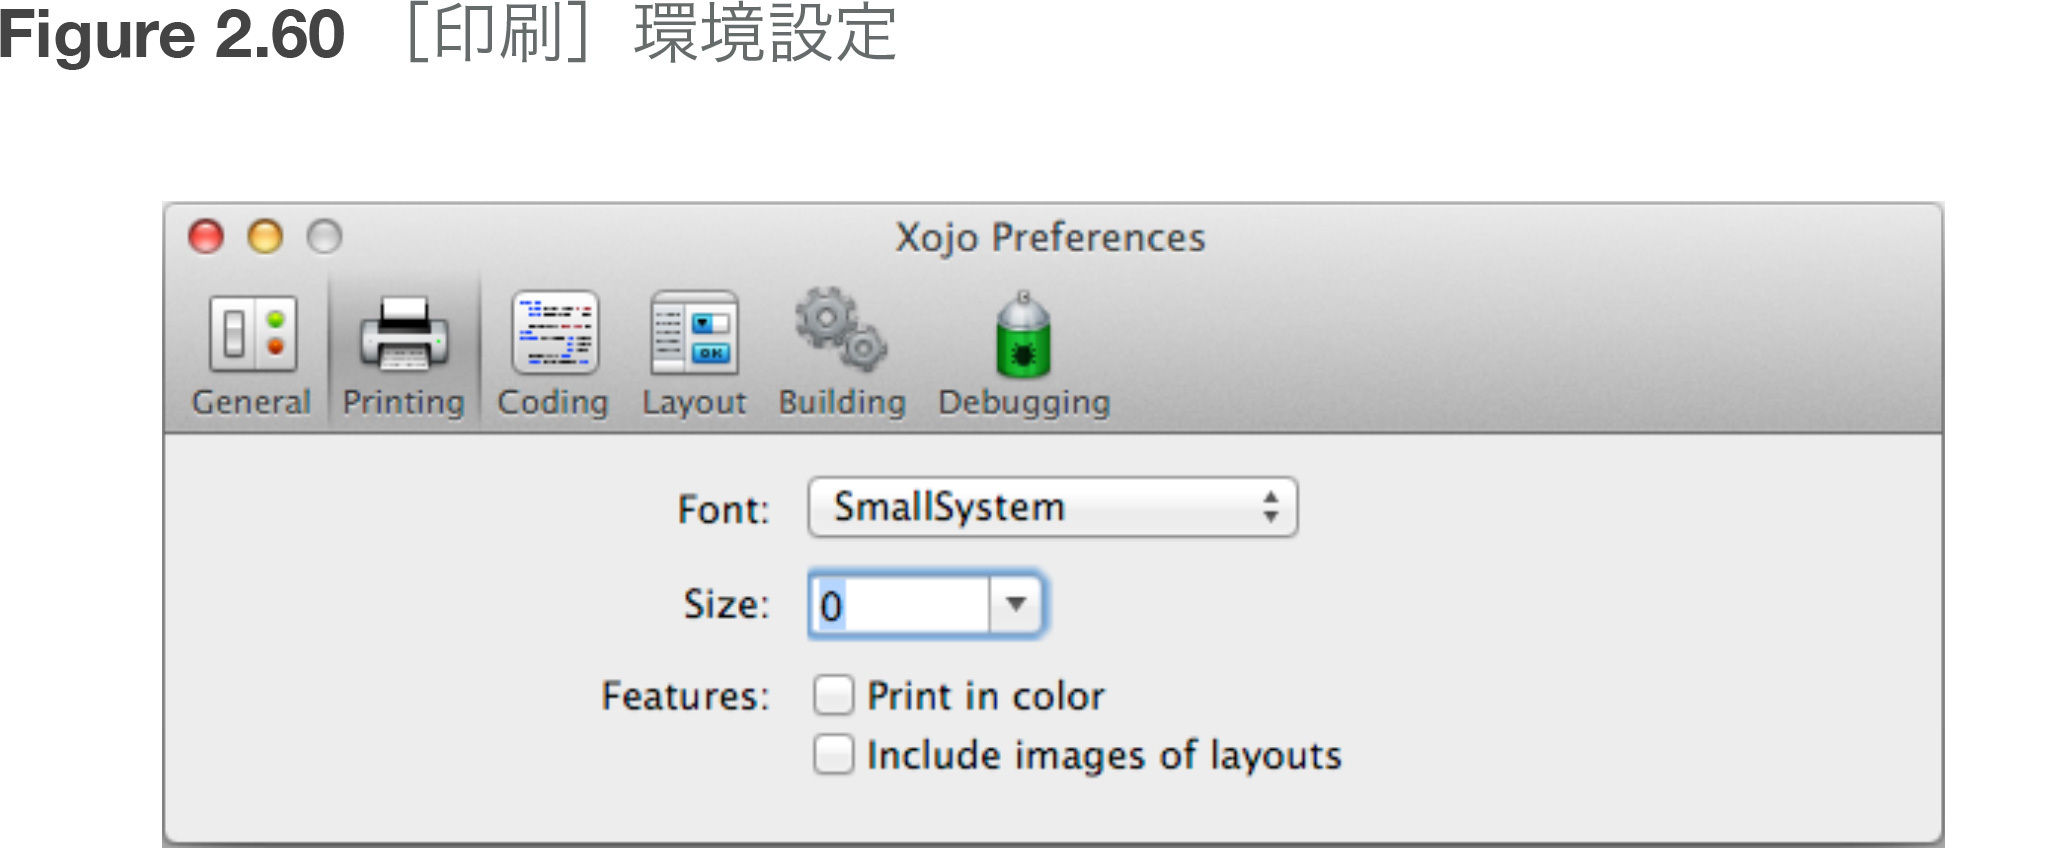 Figure 2.60 ［印刷］環境設定
Xojo Preferences
General Printing Coding Layout Building Debugging
OK
Font: SmallSystem
Size: 0
Features: Print in color
Include images of layouts